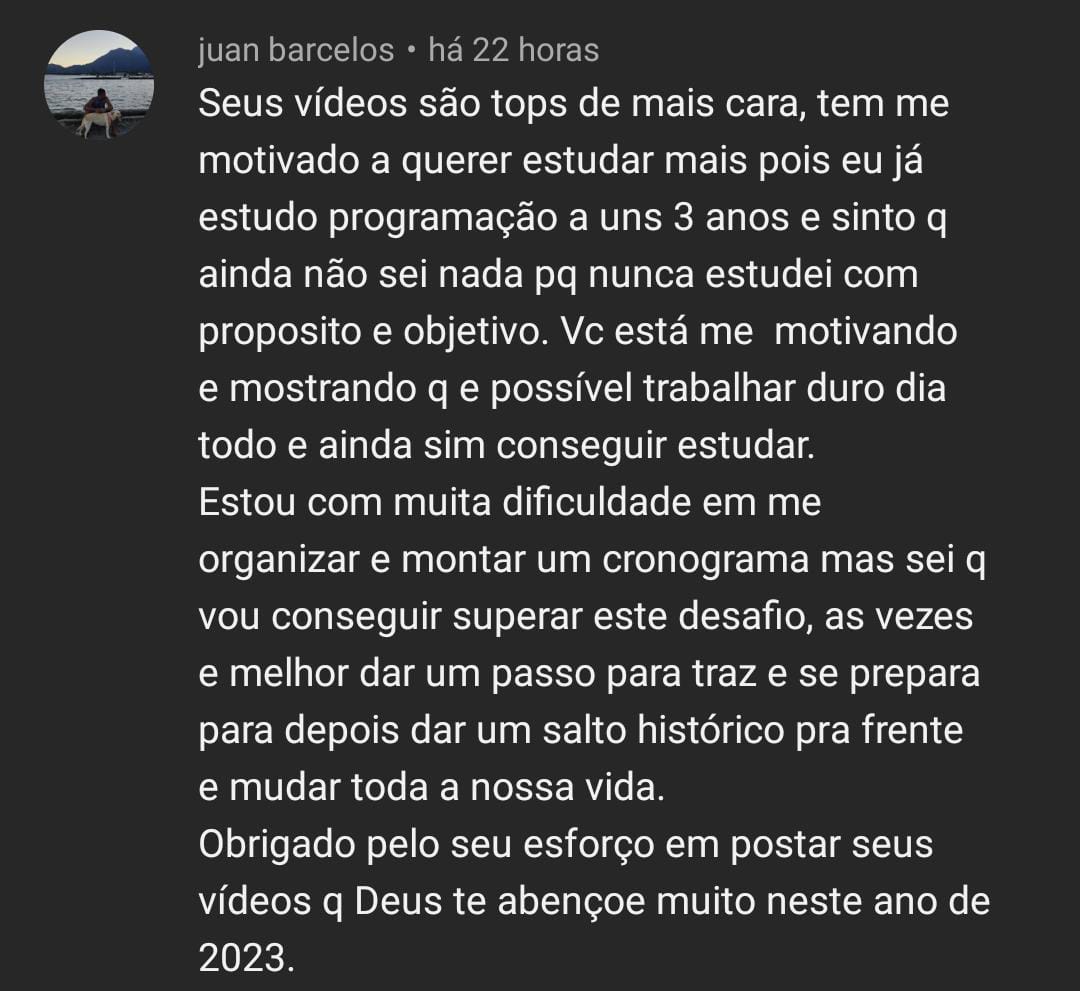 juan barcelos • há 22 horas
Seus vídeos são tops de mais cara, tem me
motivado a querer estudar mais pois eu já
estudo programação a uns 3 anos e sinto q
ainda não sei nada pq nunca estudei com
proposito e objetivo. Vc está me  motivando
e mostrando q e possível trabalhar duro dia
todo e ainda sim conseguir estudar.
Estou com muita dificuldade em me
organizar e montar um cronograma mas sei q
vou conseguir superar este desafio, as vezes
e melhor dar um passo para traz e se prepara
para depois dar um salto histórico pra frente
e mudar toda a nossa vida.
Obrigado pelo seu esforço em postar seus
vídeos q Deus te abençoe muito neste ano de
2023.